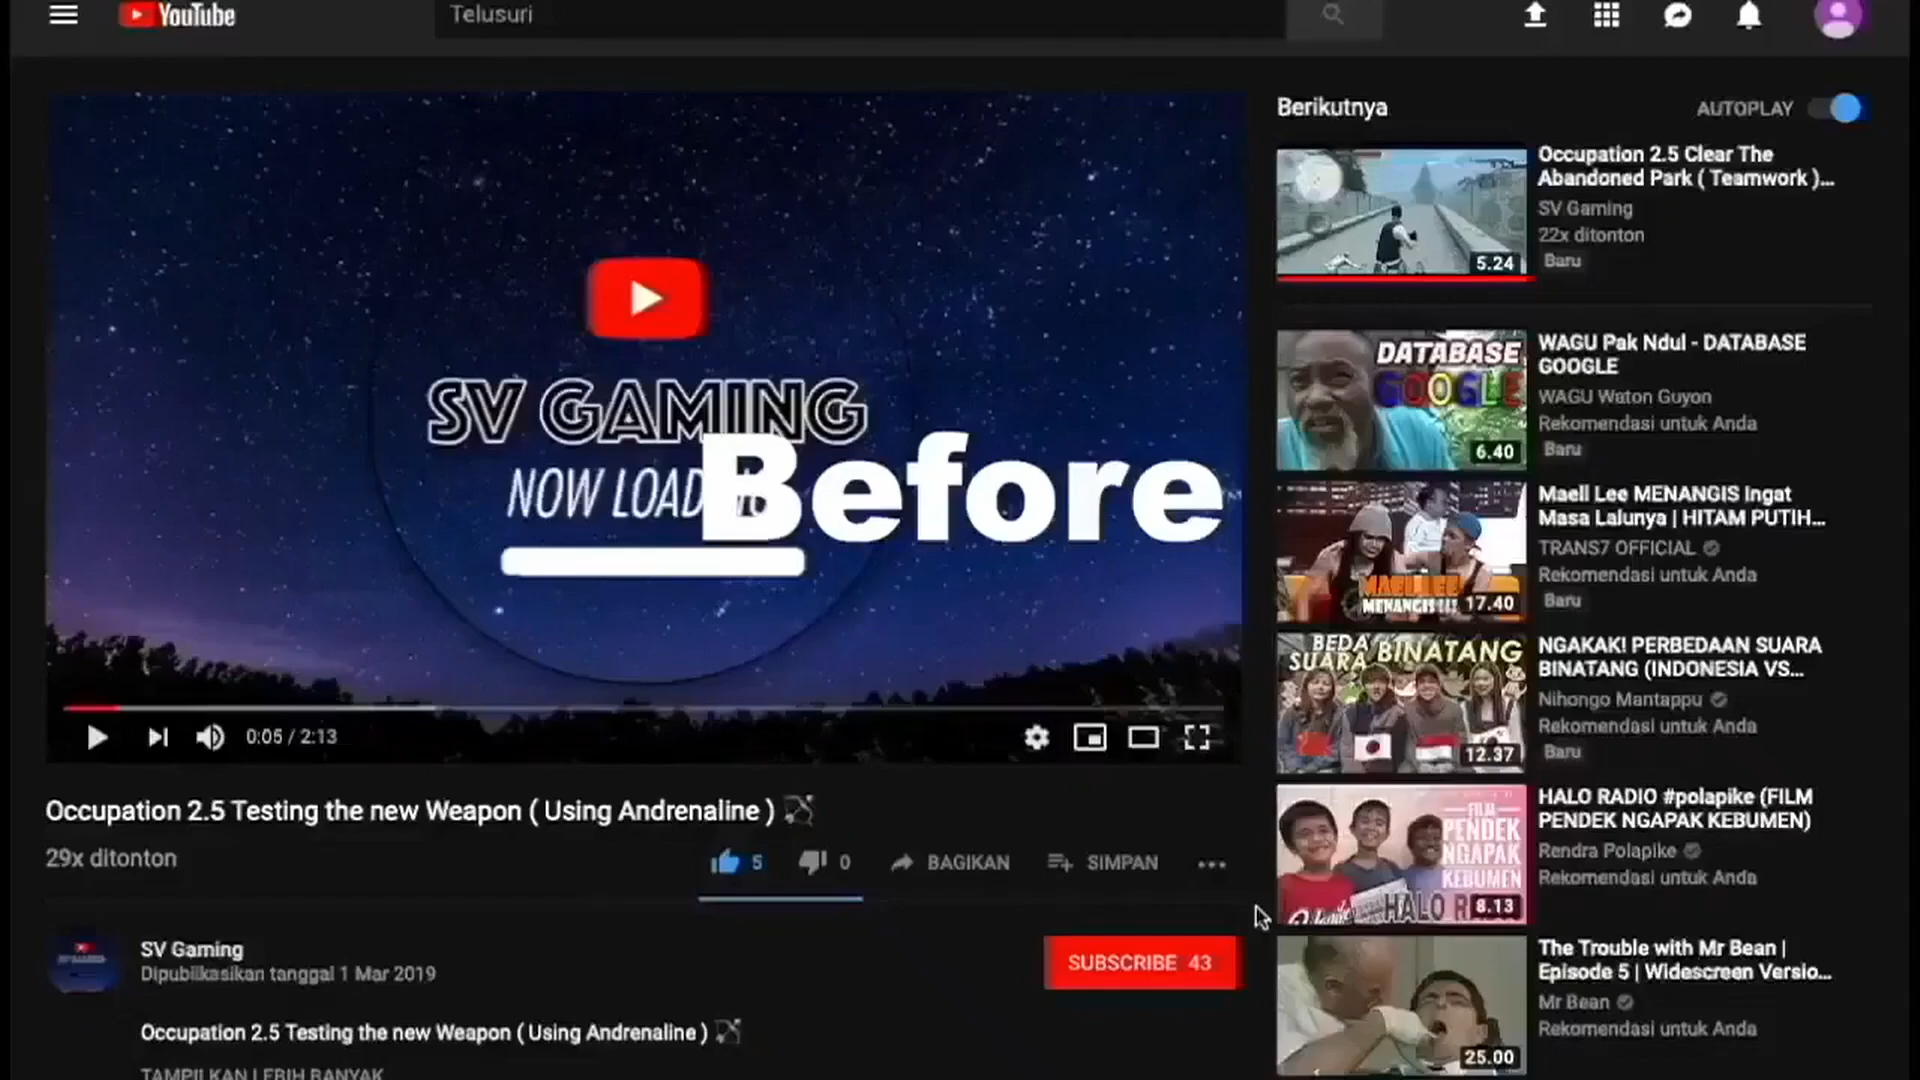 YouTube
Telusuri
SV GAMING
NOW LOAD
Before
0:05 / 2:13
Occupation 2.5 Testing the new Weapon ( Using Andrenaline )
29x ditonton
5
0
BAGIKAN
SIMPAN
SV Gaming
Dipublikasikan tanggal 1 Mar 2019
SUBSCRIBE 43
Occupation 2.5 Testing the new Weapon ( Using Andrenaline )
TAMPILKAN LEBIH BANYAK
Berikutnya
AUTOPLAY
5.24
Occupation 2.5 Clear The
Abandoned Park ( Teamwork )...
SV Gaming
22x ditonton
Baru
DATABASE
GOOGLE
6.40
WAGU Pak Ndul - DATABASE
GOOGLE
WAGU Waton Guyon
Rekomendasi untuk Anda
Baru
MAELL LEE
MENANGIS!!!
17.40
Maell Lee MENANGIS Ingat
Masa Lalunya | HITAM PUTIH...
TRANS7 OFFICIAL
Rekomendasi untuk Anda
Baru
BEDA
SUARA BINATANG
12.37
NGAKAK! PERBEDAAN SUARA
BINATANG (INDONESIA VS...
Nihongo Mantappu
Rekomendasi untuk Anda
Baru
FILM
PENDEK
NGAPAK
KEBUMEN
HALO R
8.13
HALO RADIO #polapike (FILM
PENDEK NGAPAK KEBUMEN)
Rendra Polapike
Rekomendasi untuk Anda
25.00
The Trouble with Mr Bean |
Episode 5 | Widescreen Versio...
Mr Bean
Rekomendasi untuk Anda